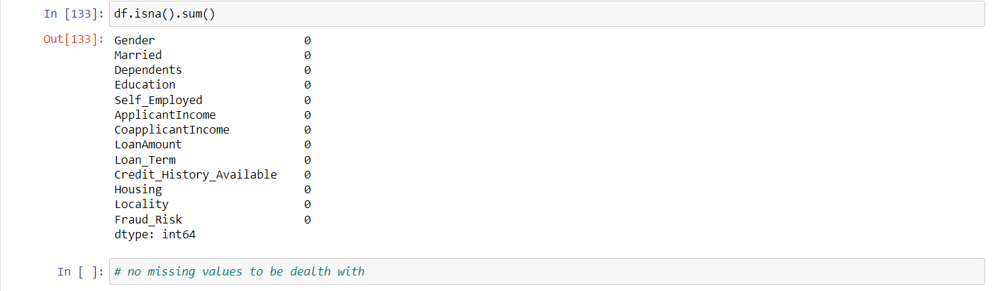 In [133]: df.isna().sum()
Out[133]: Gender 0
Married 0
Dependents 0
Education 0
Self_Employed 0
ApplicantIncome 0
CoapplicantIncome 0
LoanAmount 0
Loan_Term 0
Credit_History_Available 0
Housing 0
Locality 0
Fraud_Risk 0
dtype: int64
In [ ]: # no missing values to be dealth with